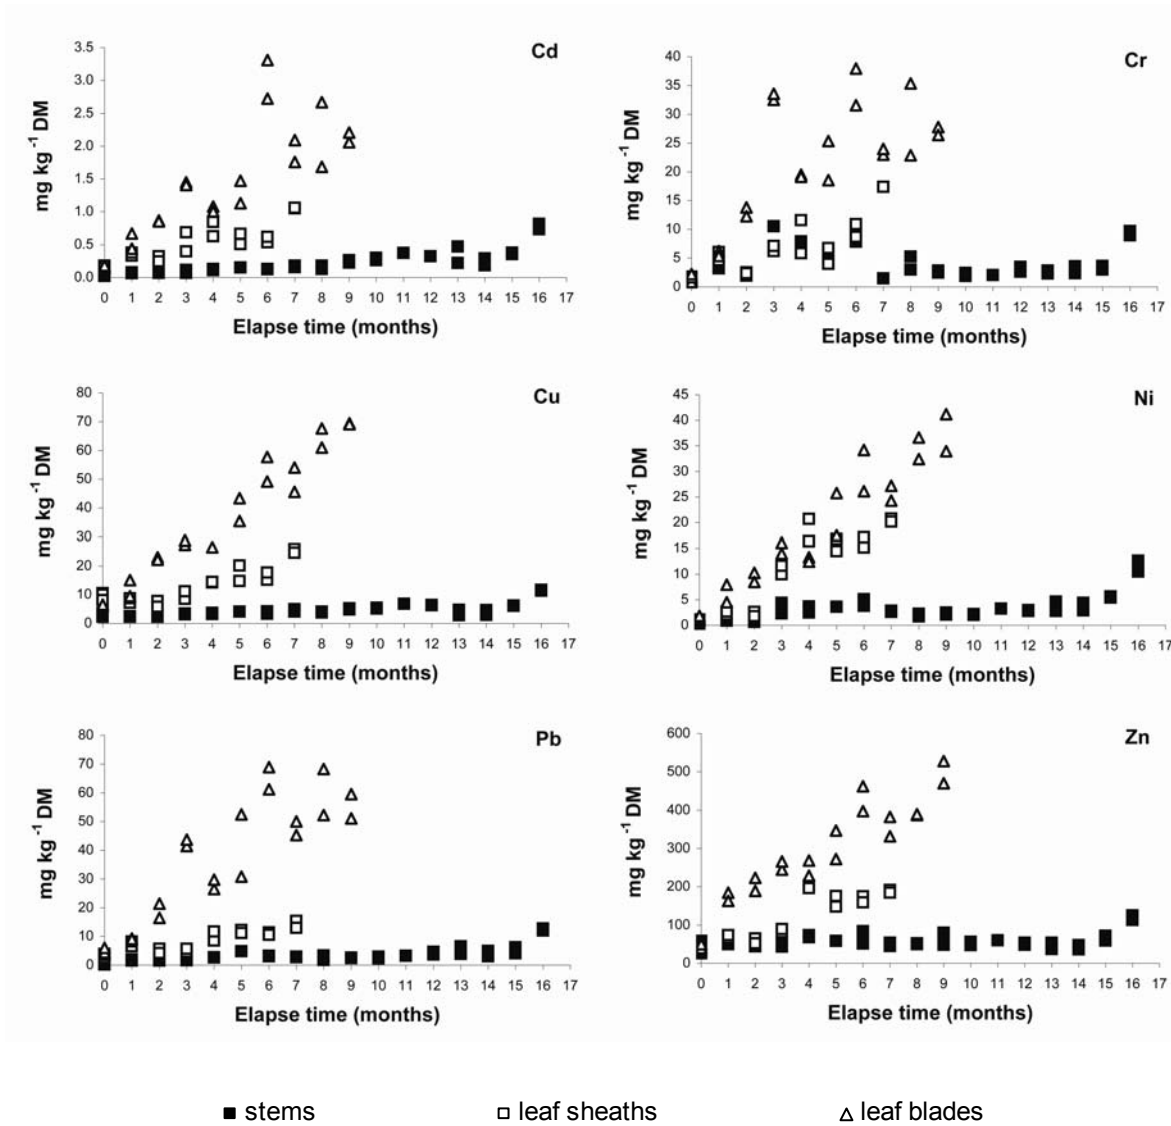 Cd
mg kg⁻¹ DM
3.5
3.0
2.5
2.0
1.5
1.0
0.5
0.0
0 1 2 3 4 5 6 7 8 9 10 11 12 13 14 15 16 17
Elapse time (months)
Cr
mg kg⁻¹ DM
40
35
30
25
20
15
10
5
0
0 1 2 3 4 5 6 7 8 9 10 11 12 13 14 15 16 17
Elapse time (months)
Cu
mg kg⁻¹ DM
80
70
60
50
40
30
20
10
0
0 1 2 3 4 5 6 7 8 9 10 11 12 13 14 15 16 17
Elapse time (months)
Ni
mg kg⁻¹ DM
45
40
35
30
25
20
15
10
5
0
0 1 2 3 4 5 6 7 8 9 10 11 12 13 14 15 16 17
Elapse time (months)
Pb
mg kg⁻¹ DM
80
70
60
50
40
30
20
10
0
0 1 2 3 4 5 6 7 8 9 10 11 12 13 14 15 16 17
Elapse time (months)
Zn
mg kg⁻¹ DM
600
500
400
300
200
100
0
0 1 2 3 4 5 6 7 8 9 10 11 12 13 14 15 16 17
Elapse time (months)
stems leaf sheaths leaf blades